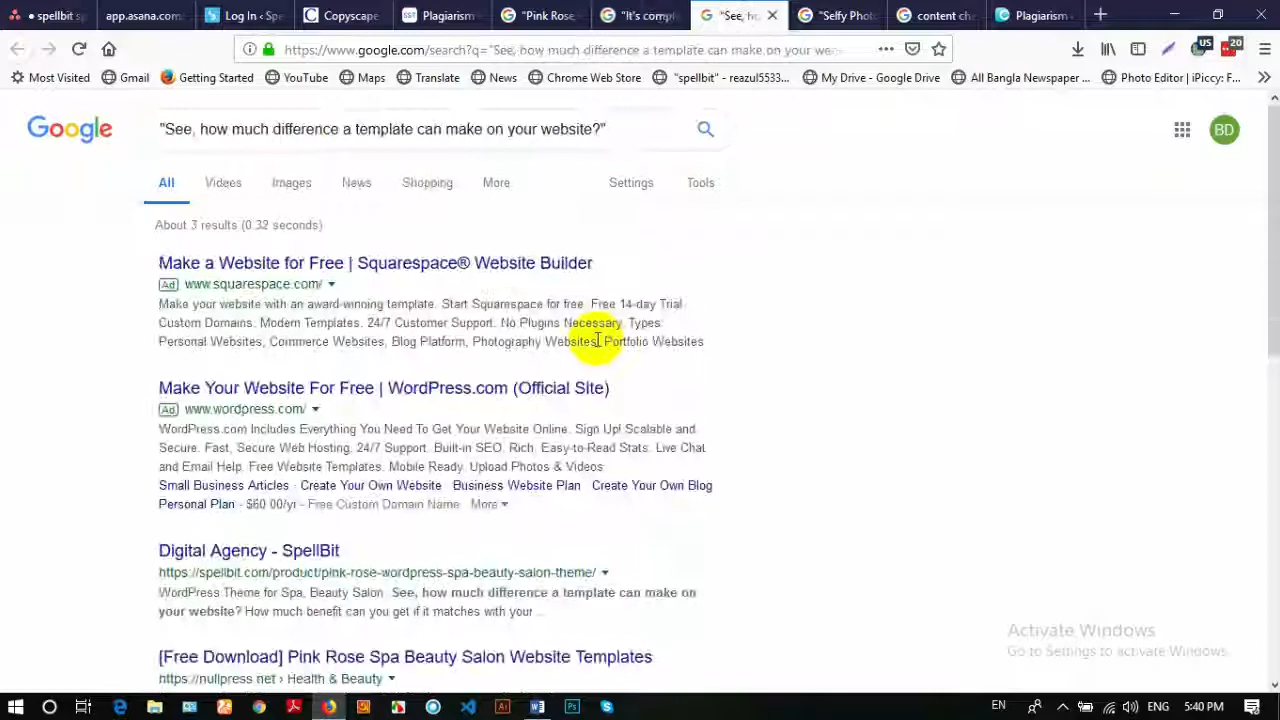 spellbit s
app.asana.com
Log In ‹ Spe
Copyscape
Plagiarism
"Pink Rose
"It's compl
"See, ho
"Selfy Phot
content che
Plagiarism
https://www.google.com/search?q="See, how much difference a template can make on your we
US
20
Most Visited
Gmail
Getting Started
YouTube
Maps
Translate
News
Chrome Web Store
"spellbit" - reazul5533...
My Drive - Google Drive
All Bangla Newspaper ...
Photo Editor | iPiccy: F...
Google
"See, how much difference a template can make on your website?"
BD
All
Videos
Images
News
Shopping
More
Settings
Tools
About 3 results (0.32 seconds)
Make a Website for Free | Squarespace® Website Builder
Ad www.squarespace.com/
Make your website with an award-winning template. Start Squarespace for free. Free 14-day Trial
Custom Domains. Modern Templates. 24/7 Customer Support. No Plugins Necessary. Types
Personal Websites, Commerce Websites, Blog Platform, Photography Websites, Portfolio Websites
Make Your Website For Free | WordPress.com (Official Site)
Ad www.wordpress.com/
WordPress.com Includes Everything You Need To Get Your Website Online. Sign Up! Scalable and
Secure. Fast, Secure Web Hosting. 24/7 Support. Built-in SEO. Rich. Easy-to-Read Stats. Live Chat
and Email Help. Free Website Templates. Mobile Ready. Upload Photos & Videos
Small Business Articles · Create Your Own Website · Business Website Plan · Create Your Own Blog
Personal Plan - $60.00/yr - Free Custom Domain Name · More
Digital Agency - SpellBit
https://spellbit.com/product/pink-rose-wordpress-spa-beauty-salon-theme/
WordPress Theme for Spa, Beauty Salon. See, how much difference a template can make on
your website? How much benefit can you get if it matches with your ...
[Free Download] Pink Rose Spa Beauty Salon Website Templates
https://nullpress.net › Health & Beauty
Activate Windows
Go to Settings to activate Windows.
EN
ENG
5:40 PM